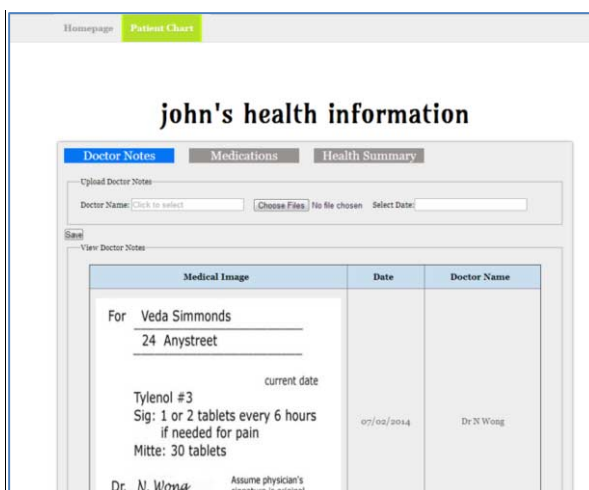 Homepage Patient Chart
john's health information
Doctor Notes Medications Health Summary
Upload Doctor Notes
Doctor Name: Click to select Choose Files No file chosen Select Date:
Save
View Doctor Notes
Medical Image Date Doctor Name
For Veda Simmonds
24 Anystreet
current date
Tylenol #3
Sig: 1 or 2 tablets every 6 hours
if needed for pain
Mitte: 30 tablets
07/02/2014 Dr N Wong
Dr. N. Wong Assume physician's
signature is original